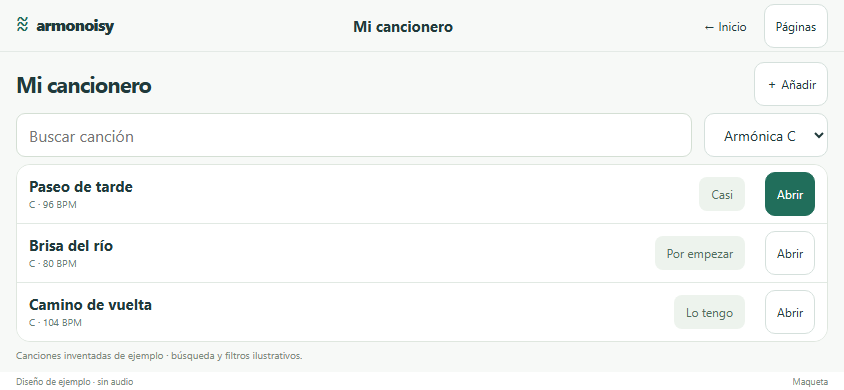 armonoisy Mi cancionero ← Inicio Páginas
Mi cancionero + Añadir
Buscar canción Armónica C
Paseo de tarde
C · 96 BPM
Casi Abrir
Brisa del río
C · 80 BPM
Por empezar Abrir
Camino de vuelta
C · 104 BPM
Lo tengo Abrir
Canciones inventadas de ejemplo · búsqueda y filtros ilustrativos.
Diseño de ejemplo · sin audio Maqueta